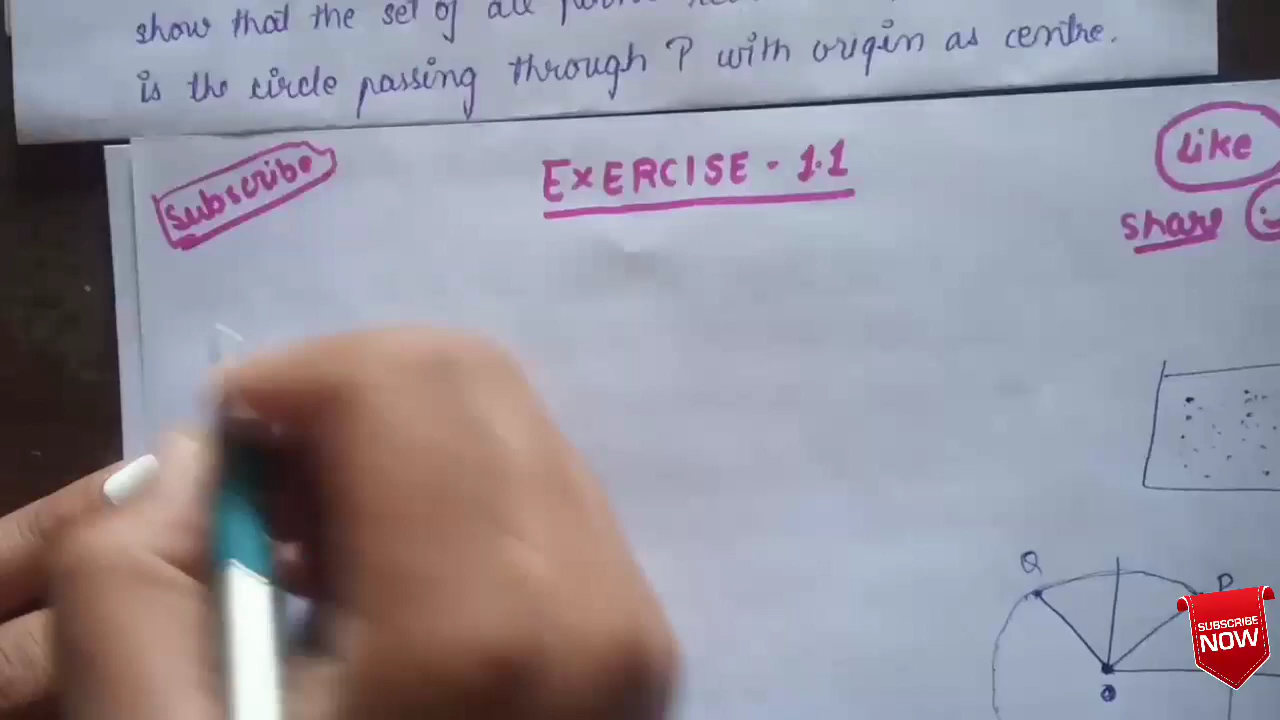 show that the set of all
is the circle passing through P with origin as centre.
Subscribe
EXERCISE - 1.1
Like
share
Q
P
O
SUBSCRIBE
NOW